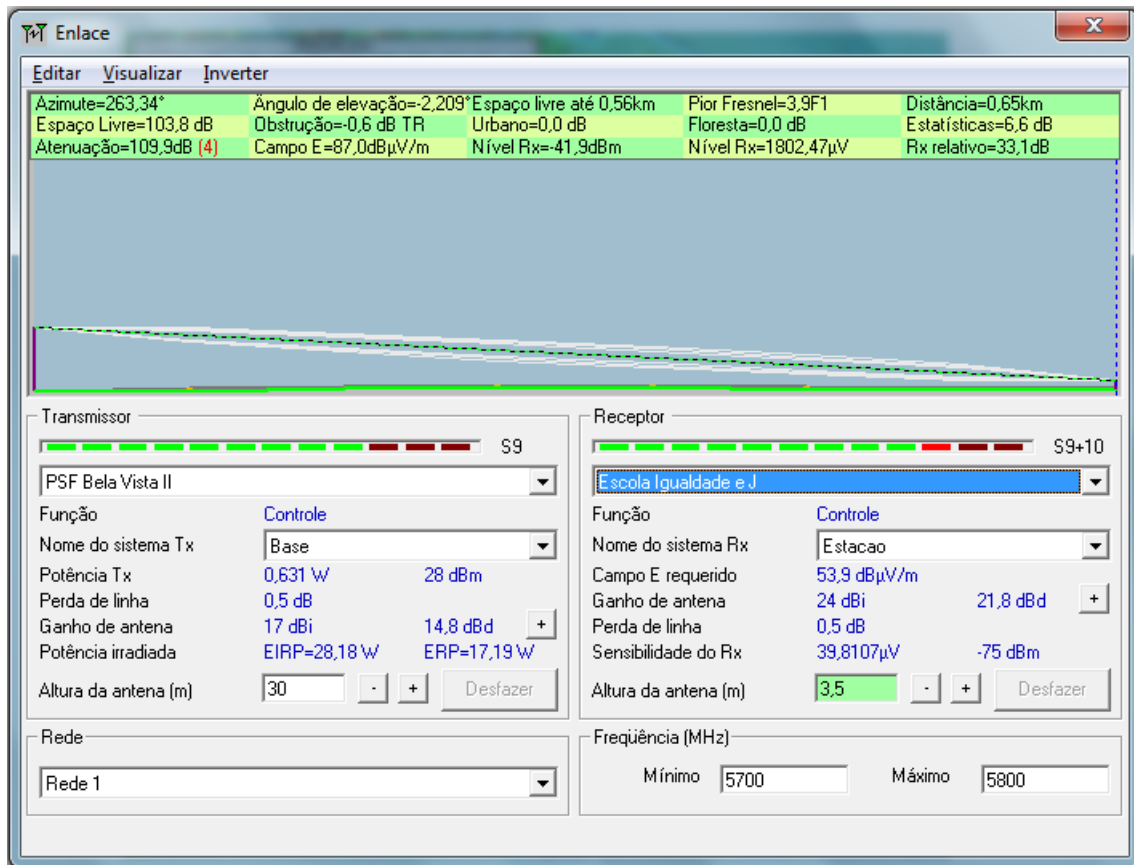 Enlace
Editar Visualizar Inverter
Azimute=263,34° Ângulo de elevação=-2,209° Espaço livre até 0,56km Pior Fresnel=3,9F1 Distância=0,65km
Espaço Livre=103,8 dB Obstrução=-0,6 dB TR Urbano=0,0 dB Floresta=0,0 dB Estatísticas=6,6 dB
Atenuação=109,9dB (4) Campo E=87,0dBµV/m Nível Rx=-41,9dBm Nível Rx=1802,47µV Rx relativo=33,1dB
Transmissor
S9
PSF Bela Vista II
Função Controle
Nome do sistema Tx Base
Potência Tx 0,631 W 28 dBm
Perda de linha 0,5 dB
Ganho de antena 17 dBi 14,8 dBd +
Potência irradiada EIRP=28,18 W ERP=17,19 W
Altura da antena (m) 30 - + Desfazer
Rede
Rede 1
Receptor
S9+10
Escola Igualdade e J
Função Controle
Nome do sistema Rx Estacao
Campo E requerido 53,9 dBµV/m
Ganho de antena 24 dBi 21,8 dBd +
Perda de linha 0,5 dB
Sensibilidade do Rx 39,8107µV -75 dBm
Altura da antena (m) 3,5 - + Desfazer
Freqüência (MHz)
Mínimo 5700 Máximo 5800